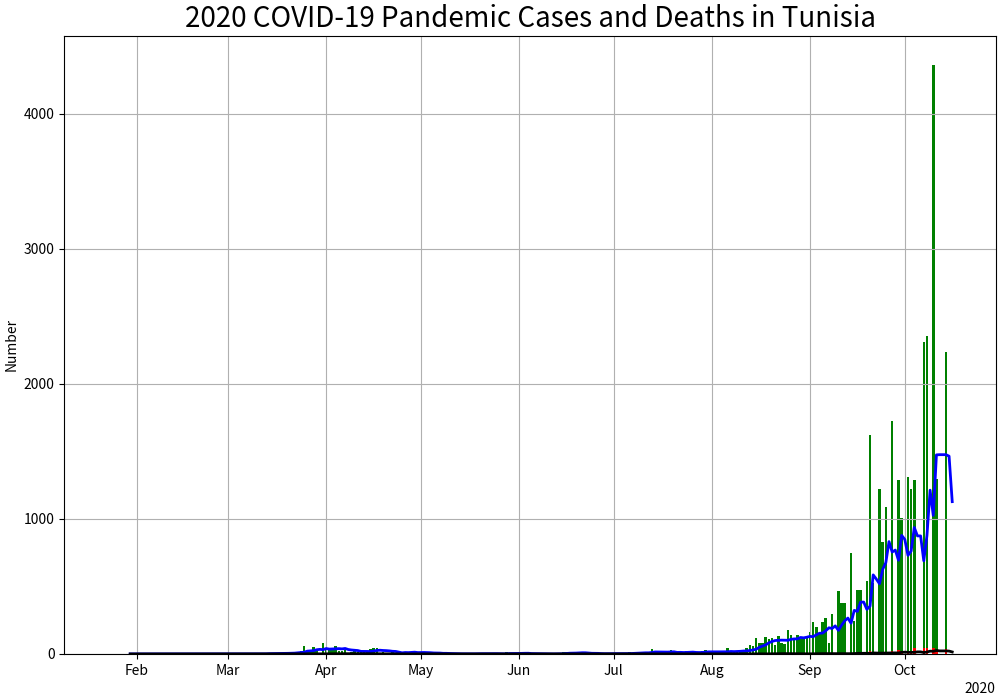 2020 COVID-19 Pandemic Cases and Deaths in Tunisia
Number
4000
3000
2000
1000
0
Feb Mar Apr May Jun Jul Aug Sep Oct
2020